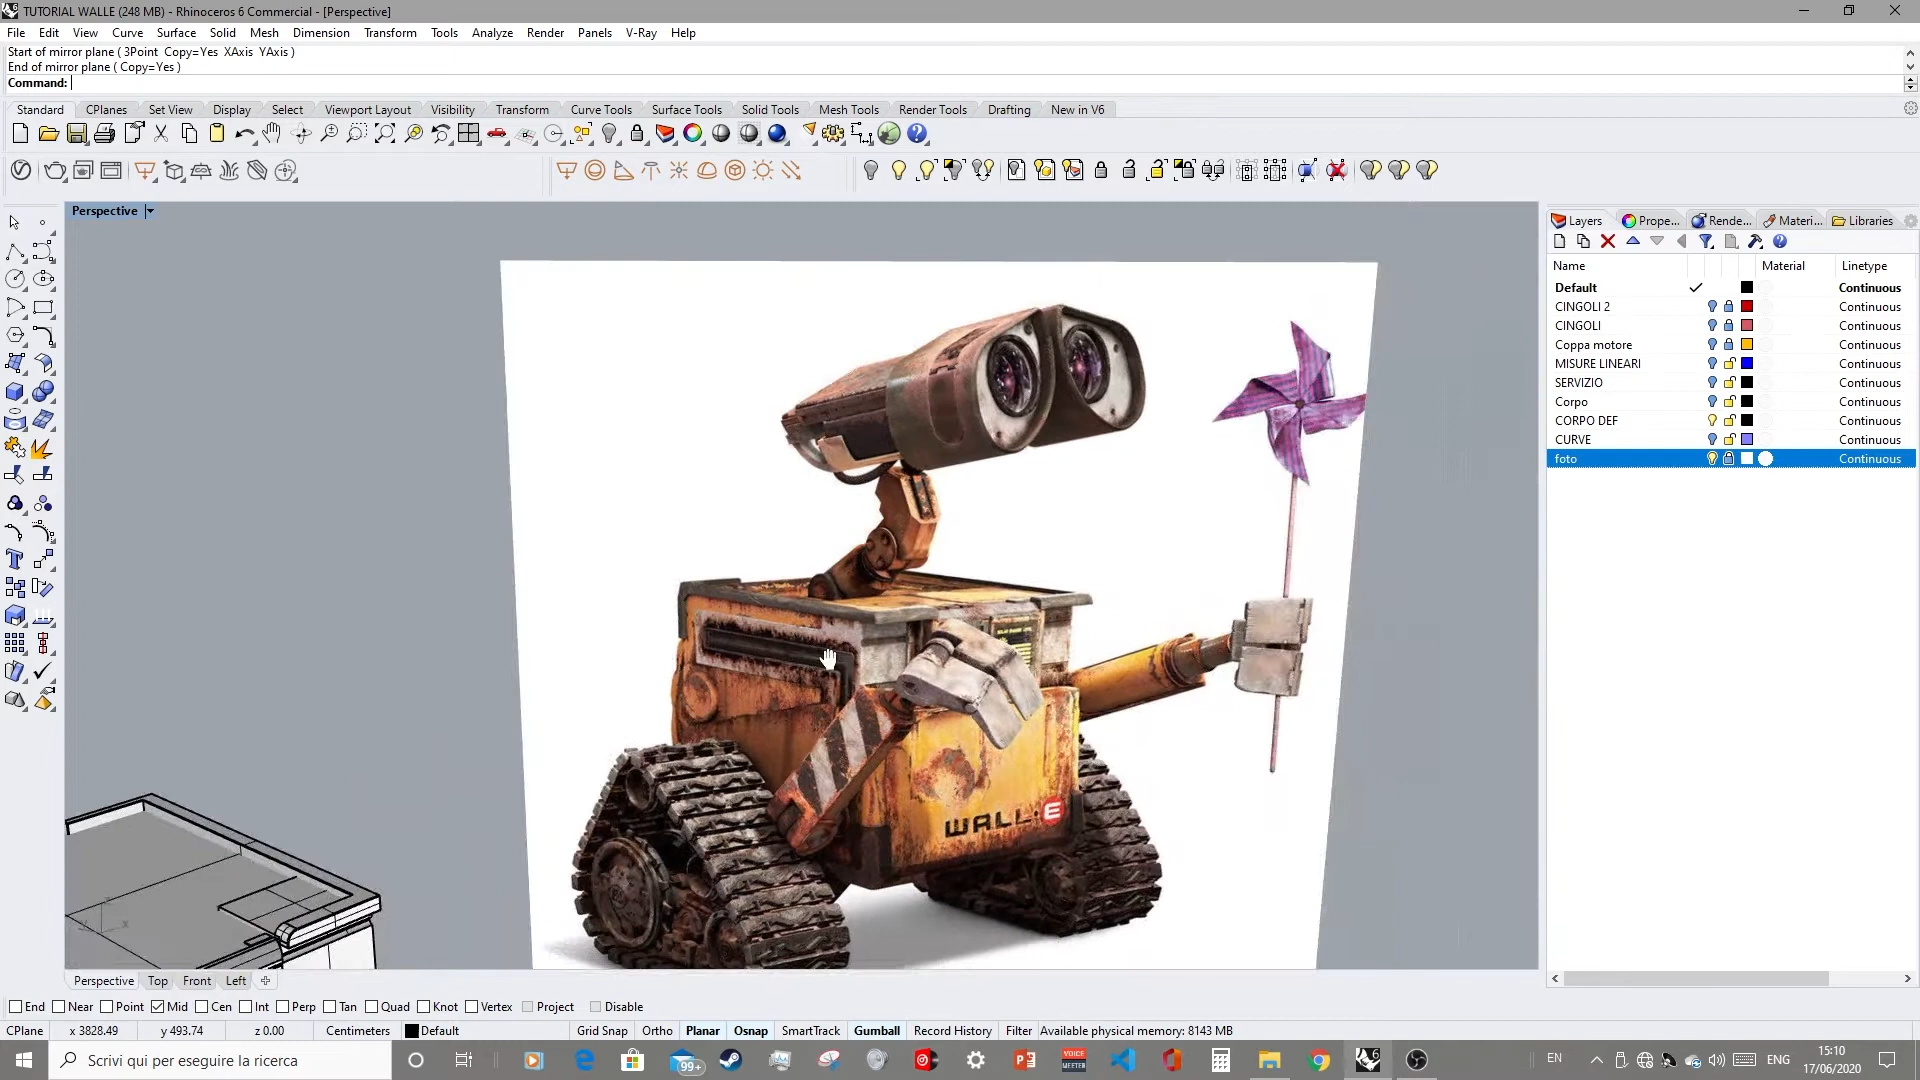 TUTORIAL WALLE (248 MB) - Rhinoceros 6 Commercial - [Perspective]
File Edit View Curve Surface Solid Mesh Dimension Transform Tools Analyze Render Panels V-Ray Help
Start of mirror plane ( 3Point Copy=Yes XAxis YAxis )
End of mirror plane ( Copy=Yes )
Command:
Standard CPlanes Set View Display Select Viewport Layout Visibility Transform Curve Tools Surface Tools Solid Tools Mesh Tools Render Tools Drafting New in V6
Perspective
Layers Prope... Rende... Materi... Libraries
Name Material Linetype
Default Continuous
CINGOLI 2 Continuous
CINGOLI Continuous
Coppa motore Continuous
MISURE LINEARI Continuous
SERVIZIO Continuous
Corpo Continuous
CORPO DEF Continuous
CURVE Continuous
foto Continuous
WALL·E
Perspective Top Front Left
End Near Point Mid Cen Int Perp Tan Quad Knot Vertex Project Disable
CPlane x 3828.49 y 493.74 z 0.00 Centimeters Default Grid Snap Ortho Planar Osnap SmartTrack Gumball Record History Filter Available physical memory: 8143 MB
Scrivi qui per eseguire la ricerca
99+
VOICE MEETER
EN
ENG
15:10
17/06/2020